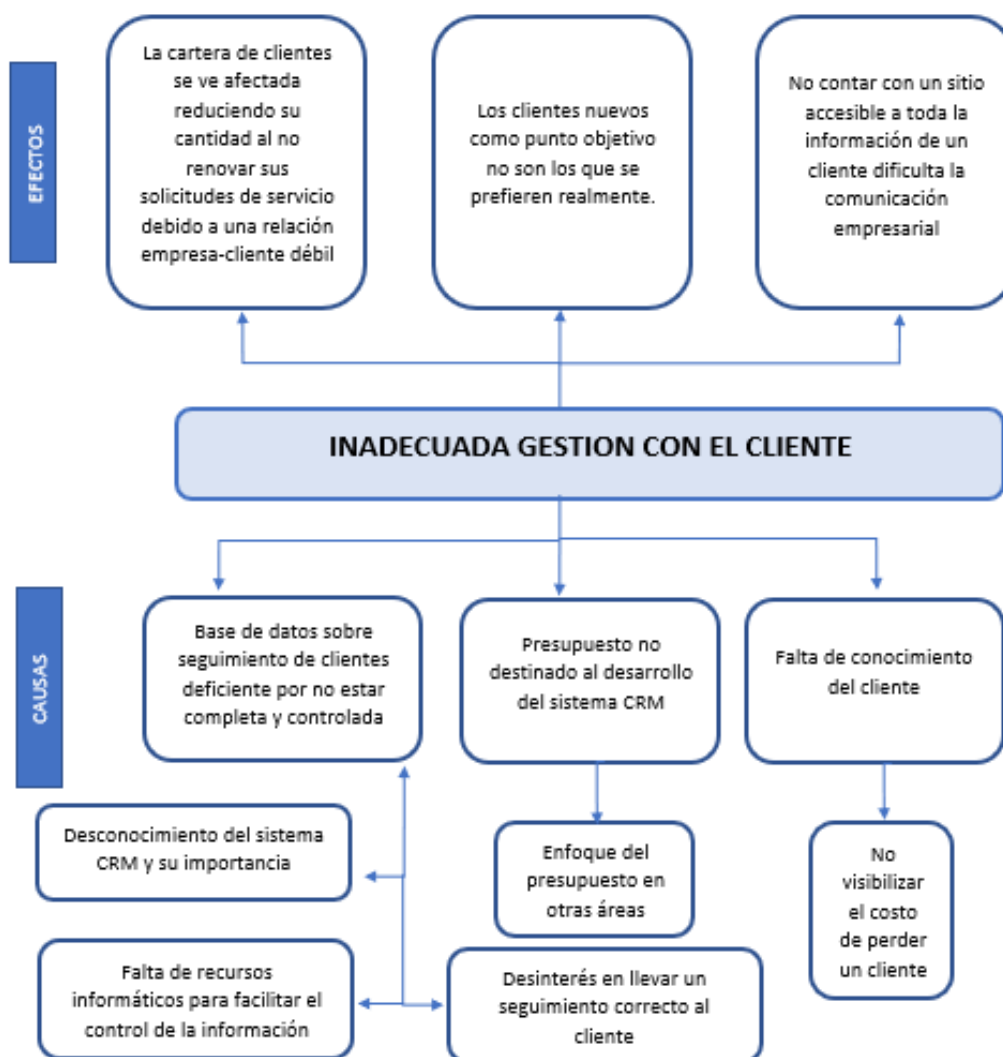 EFECTOS
La cartera de clientes
se ve afectada
reduciendo su
cantidad al no
renovar sus
solicitudes de servicio
debido a una relación
empresa-cliente débil
Los clientes nuevos
como punto objetivo
no son los que se
prefieren realmente.
No contar con un sitio
accesible a toda la
información de un
cliente dificulta la
comunicación
empresarial
INADECUADA GESTION CON EL CLIENTE
CAUSAS
Base de datos sobre
seguimiento de clientes
deficiente por no estar
completa y controlada
Presupuesto no
destinado al desarrollo
del sistema CRM
Falta de conocimiento
del cliente
Desconocimiento del sistema
CRM y su importancia
Enfoque del
presupuesto en
otras áreas
No
visibilizar
el costo
de perder
un cliente
Falta de recursos
informáticos para facilitar el
control de la información
Desinterés en llevar un
seguimiento correcto al
cliente